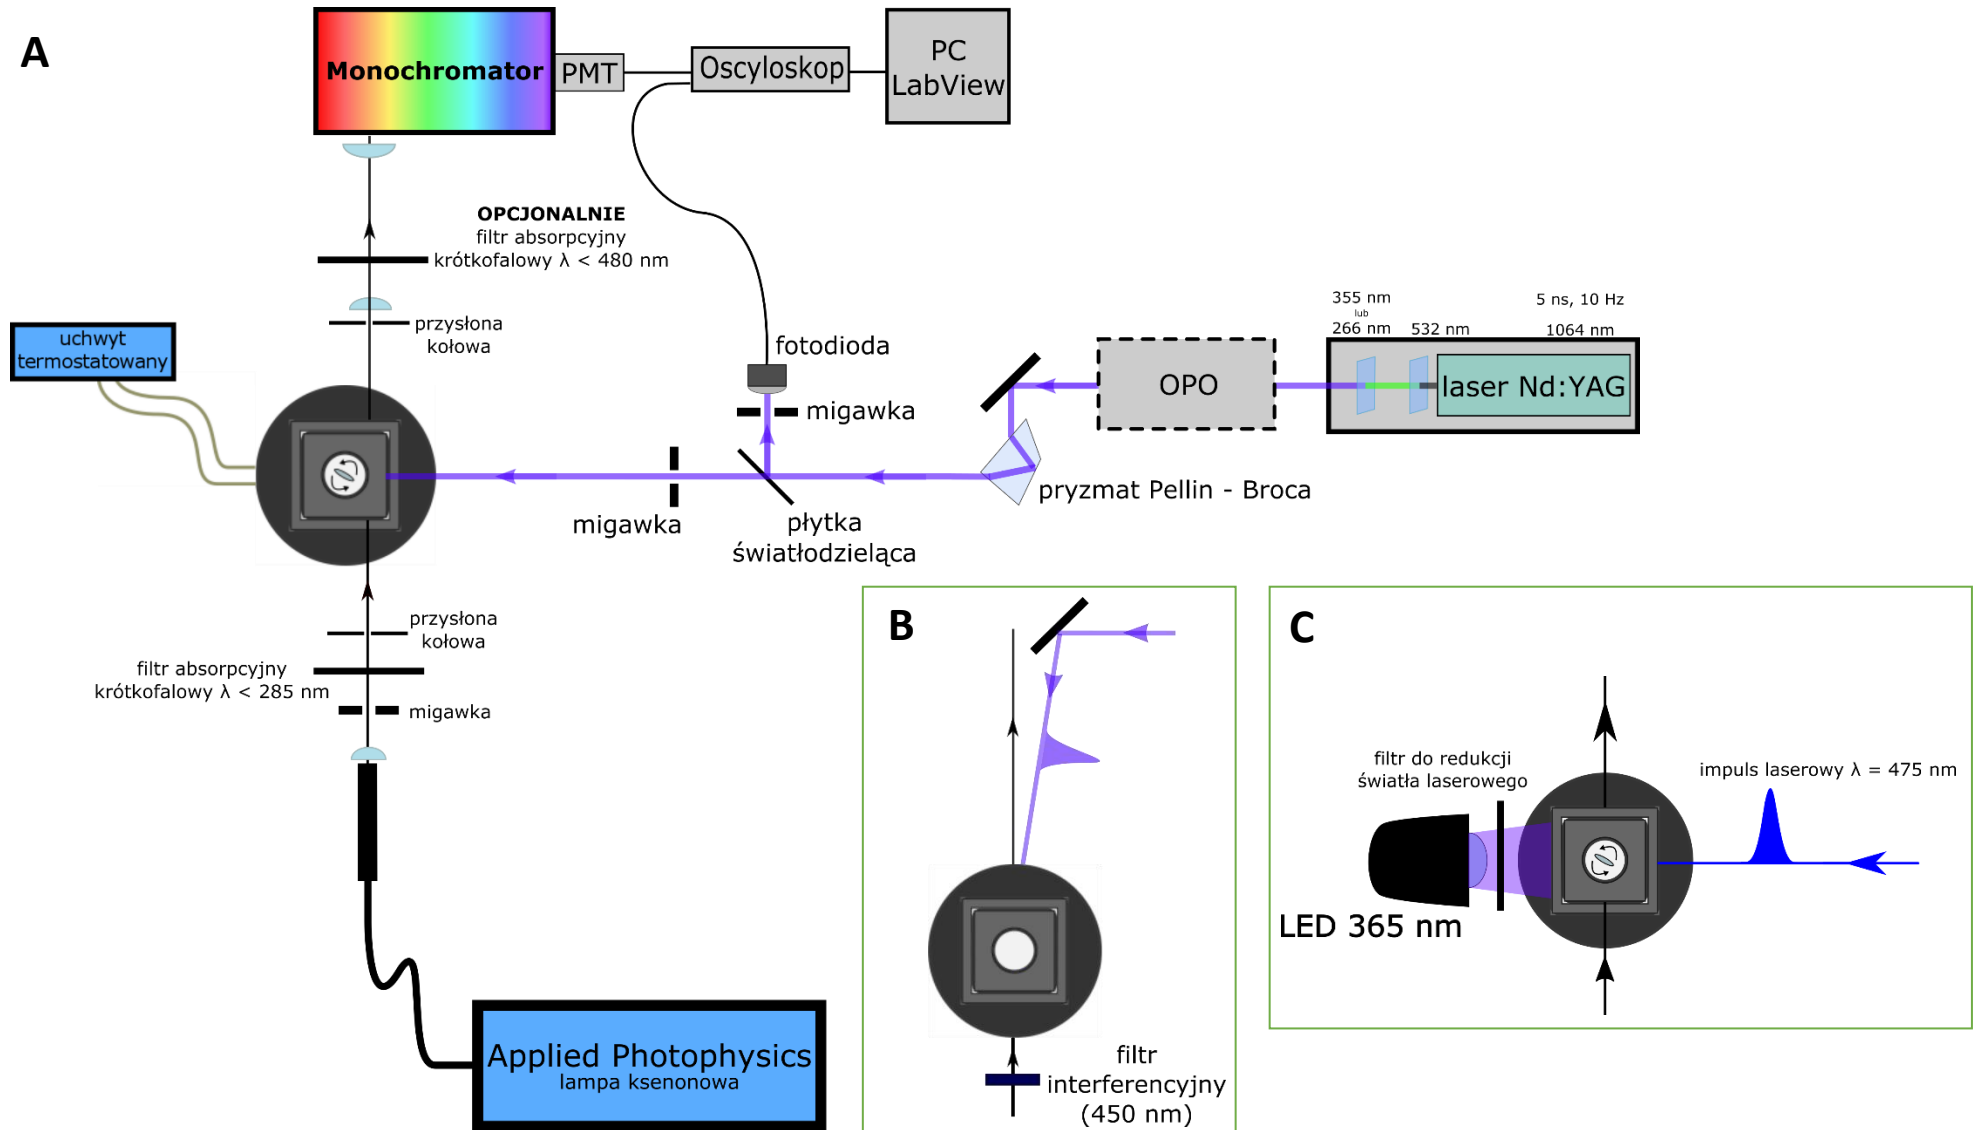 A
Monochromator
PMT
Oscyloskop
PC
LabView
OPCJONALNIE
filtr absorpcyjny
krótkofalowy λ < 480 nm
przysłona
kołowa
uchwyt
termostatowany
fotodioda
migawka
OPO
355 nm
lub
266 nm
532 nm
5 ns, 10 Hz
1064 nm
laser Nd:YAG
pryzmat Pellin - Broca
migawka
płytka
światłodzieląca
przysłona
kołowa
filtr absorpcyjny
krótkofalowy λ < 285 nm
migawka
Applied Photophysics
lampa ksenonowa
B
filtr
interferencyjny
(450 nm)
C
filtr do redukcji
światła laserowego
impuls laserowy λ = 475 nm
LED 365 nm